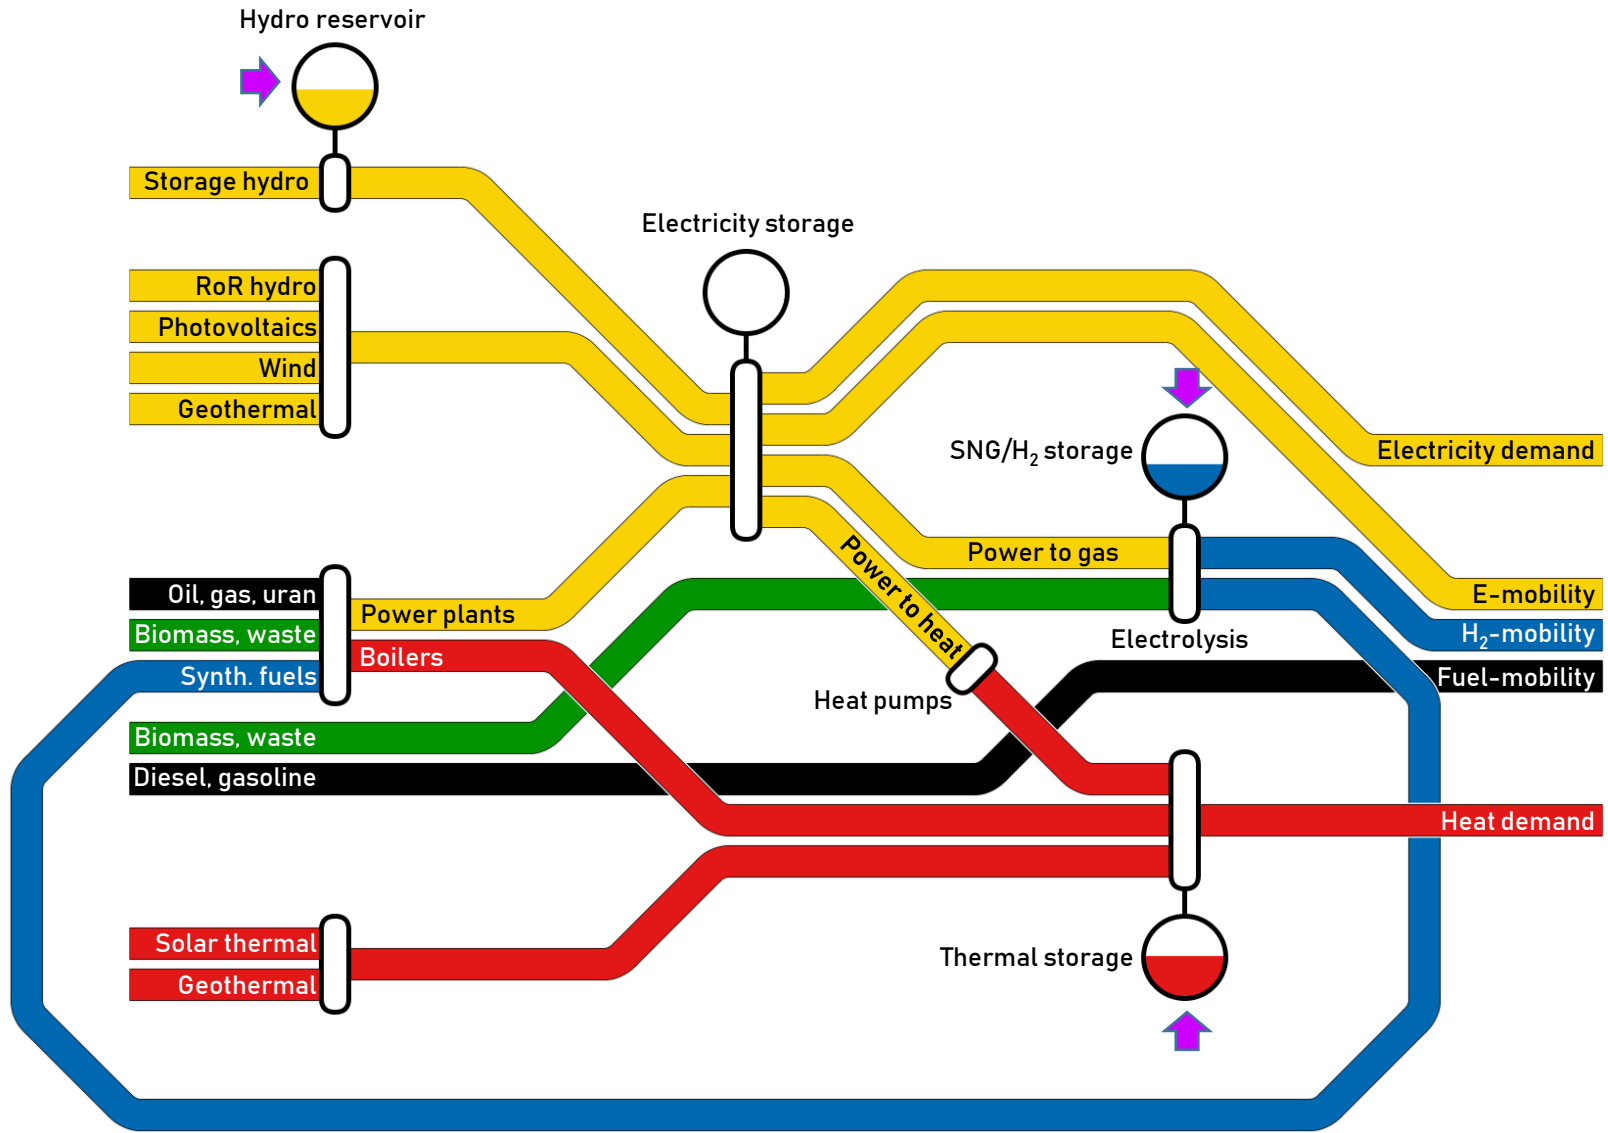 Hydro reservoir
Storage hydro
Electricity storage
RoR hydro
Photovoltaics
Wind
Geothermal
SNG/H₂ storage
Electricity demand
Power to gas
Power to heat
Oil, gas, uran
Power plants
E-mobility
Biomass, waste
Electrolysis
H₂-mobility
Boilers
Synth. fuels
Fuel-mobility
Heat pumps
Biomass, waste
Diesel, gasoline
Heat demand
Solar thermal
Thermal storage
Geothermal